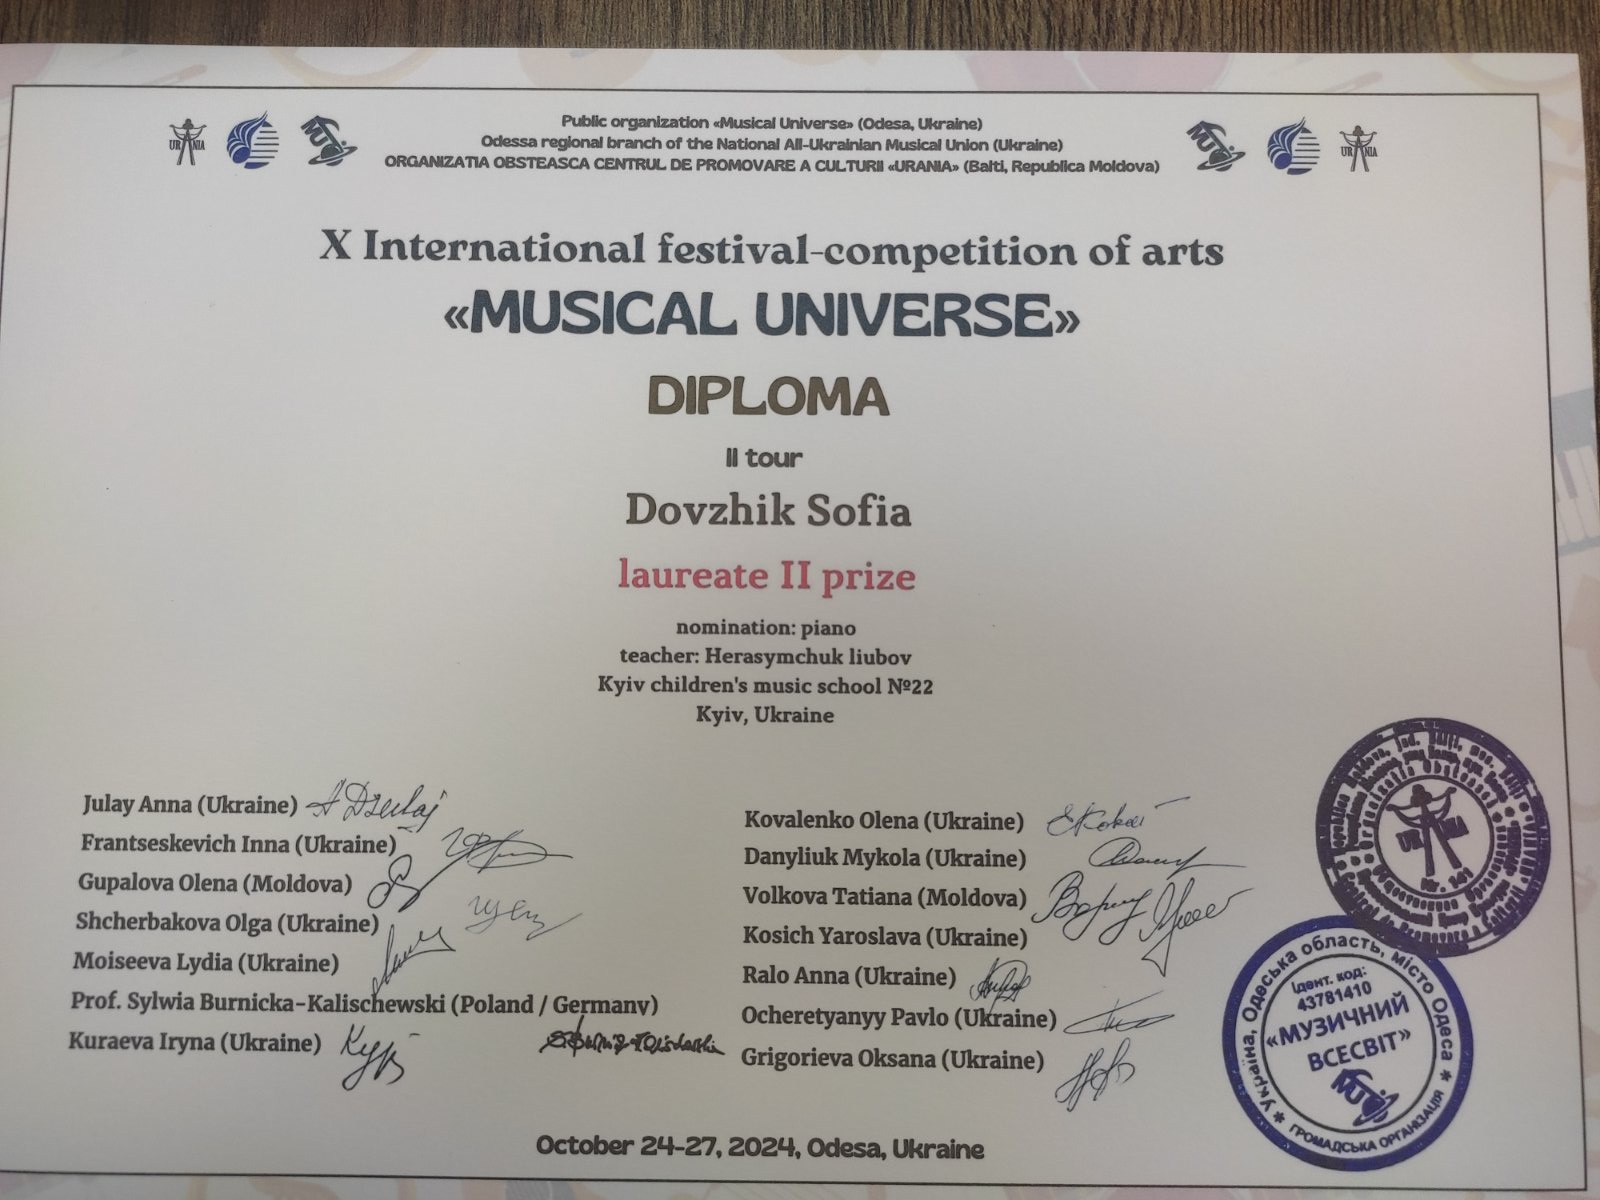 Public organization «Musical Universe» (Odesa, Ukraine)
Odessa regional branch of the National All-Ukrainian Musical Union (Ukraine)
ORGANIZATIA OBSTEASCA CENTRUL DE PROMOVARE A CULTURII «URANIA» (Balti, Republica Moldova)
URANIA
URANIA
X International festival-competition of arts
«MUSICAL UNIVERSE»
DIPLOMA
II tour
Dovzhik Sofia
laureate II prize
nomination: piano
teacher: Herasymchuk liubov
Kyiv children's music school №22
Kyiv, Ukraine
Julay Anna (Ukraine)
Frantseskevich Inna (Ukraine)
Gupalova Olena (Moldova)
Shcherbakova Olga (Ukraine)
Moiseeva Lydia (Ukraine)
Prof. Sylwia Burnicka-Kalischewski (Poland / Germany)
Kuraeva Iryna (Ukraine)
Kovalenko Olena (Ukraine)
Danyliuk Mykola (Ukraine)
Volkova Tatiana (Moldova)
Kosich Yaroslava (Ukraine)
Ralo Anna (Ukraine)
Ocheretyanyy Pavlo (Ukraine)
Grigorieva Oksana (Ukraine)
URANIA
Україна, Одеська область, місто Одеса
Ідент. код:
43781410
«МУЗИЧНИЙ
ВСЕСВІТ»
ГРОМАДСЬКА ОРГАНІЗАЦІЯ
October 24-27, 2024, Odesa, Ukraine